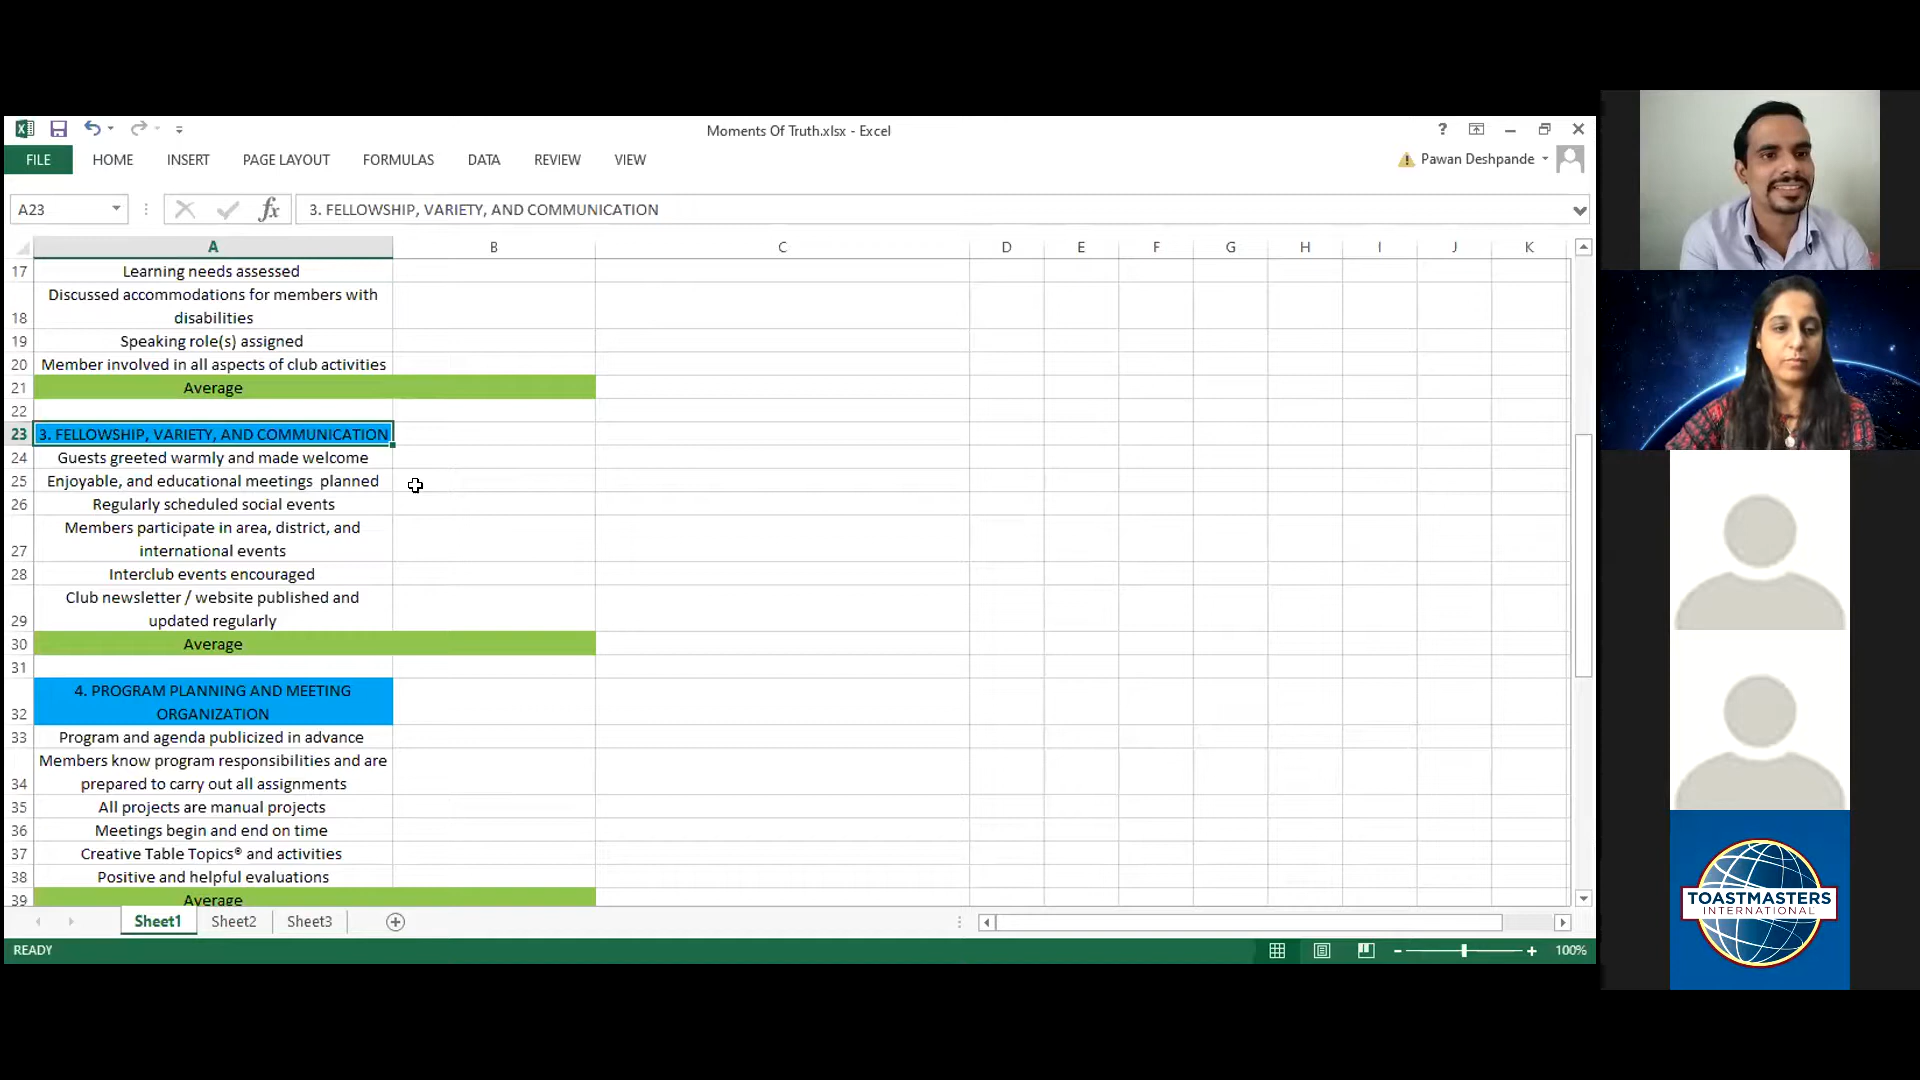 Moments Of Truth.xlsx - Excel
?
FILE HOME INSERT PAGE LAYOUT FORMULAS DATA REVIEW VIEW
Pawan Deshpande
A23
fx
3. FELLOWSHIP, VARIETY, AND COMMUNICATION
A B C D E F G H I J K
17 Learning needs assessed
Discussed accommodations for members with
18 disabilities
19 Speaking role(s) assigned
20 Member involved in all aspects of club activities
21 Average
22
23 3. FELLOWSHIP, VARIETY, AND COMMUNICATION
24 Guests greeted warmly and made welcome
25 Enjoyable, and educational meetings  planned
26 Regularly scheduled social events
Members participate in area, district, and
27 international events
28 Interclub events encouraged
Club newsletter / website published and
29 updated regularly
30 Average
31
4. PROGRAM PLANNING AND MEETING
32 ORGANIZATION
33 Program and agenda publicized in advance
Members know program responsibilities and are
34 prepared to carry out all assignments
35 All projects are manual projects
36 Meetings begin and end on time
37 Creative Table Topics® and activities
38 Positive and helpful evaluations
39 Average
Sheet1 Sheet2 Sheet3
READY
100%
TOASTMASTERS
INTERNATIONAL